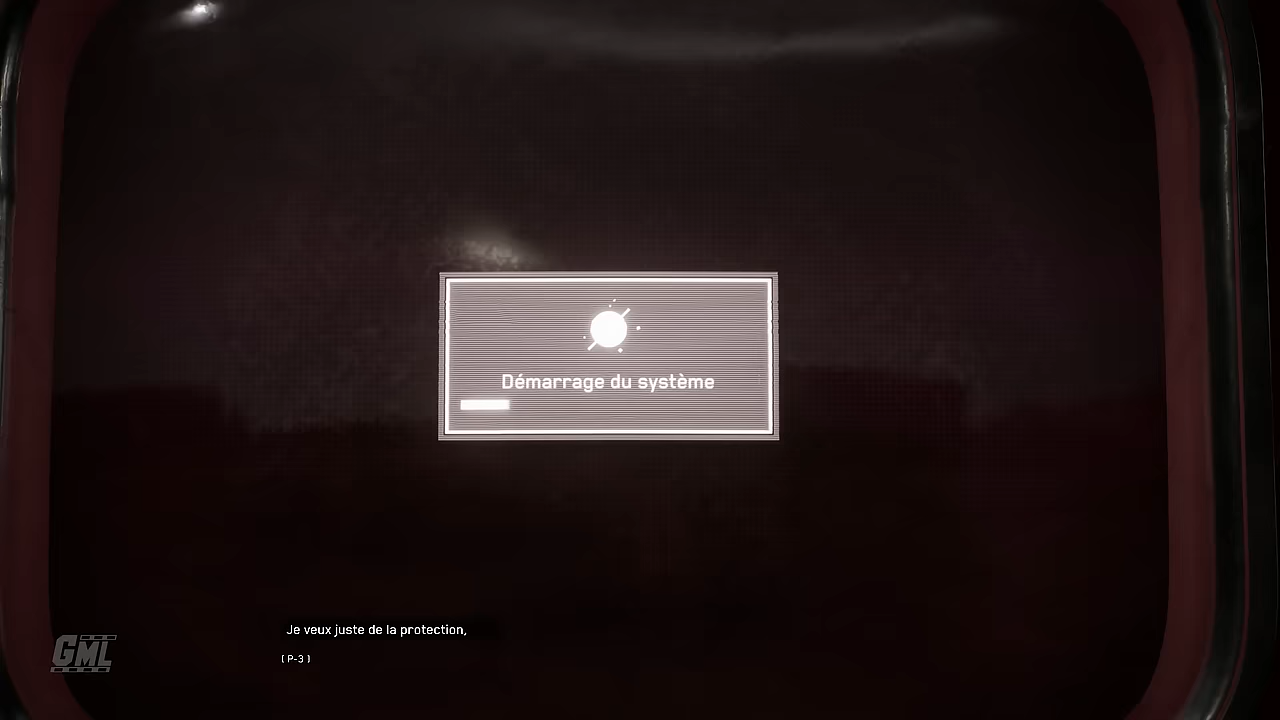 Démarrage du système
Je veux juste de la protection,
( P-3 )
GML